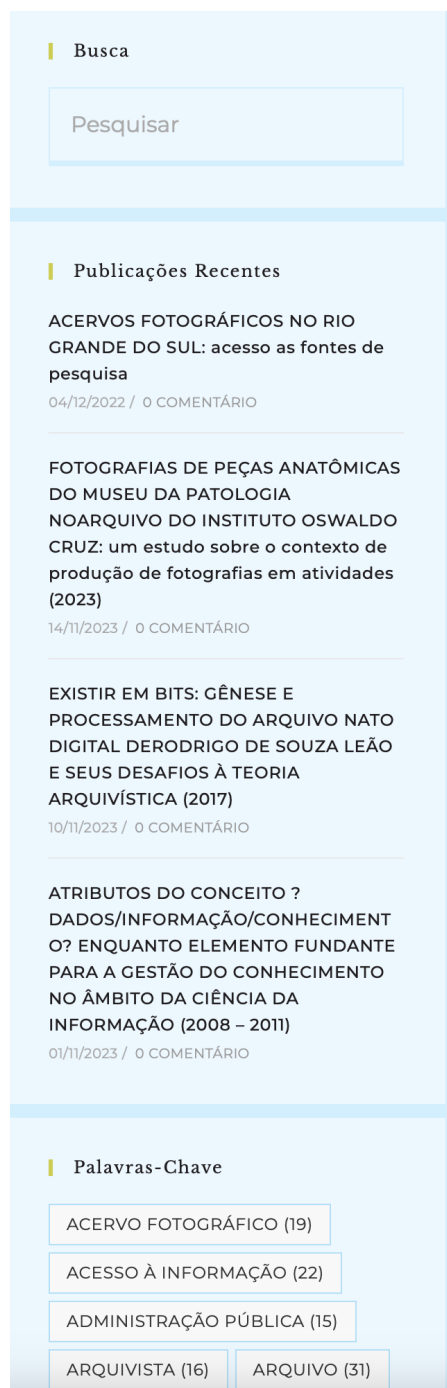 Busca
Pesquisar
Publicações Recentes
ACERVOS FOTOGRÁFICOS NO RIO
GRANDE DO SUL: acesso as fontes de
pesquisa
04/12/2022 / 0 COMENTÁRIO
FOTOGRAFIAS DE PEÇAS ANATÔMICAS
DO MUSEU DA PATOLOGIA
NOARQUIVO DO INSTITUTO OSWALDO
CRUZ: um estudo sobre o contexto de
produção de fotografias em atividades
(2023)
14/11/2023 / 0 COMENTÁRIO
EXISTIR EM BITS: GÊNESE E
PROCESSAMENTO DO ARQUIVO NATO
DIGITAL DERODRIGO DE SOUZA LEÃO
E SEUS DESAFIOS À TEORIA
ARQUIVÍSTICA (2017)
10/11/2023 / 0 COMENTÁRIO
ATRIBUTOS DO CONCEITO ?
DADOS/INFORMAÇÃO/CONHECIMENT
O? ENQUANTO ELEMENTO FUNDANTE
PARA A GESTÃO DO CONHECIMENTO
NO ÂMBITO DA CIÊNCIA DA
INFORMAÇÃO (2008 – 2011)
01/11/2023 / 0 COMENTÁRIO
Palavras-Chave
ACERVO FOTOGRÁFICO (19)
ACESSO À INFORMAÇÃO (22)
ADMINISTRAÇÃO PÚBLICA (15)
ARQUIVISTA (16) ARQUIVO (31)